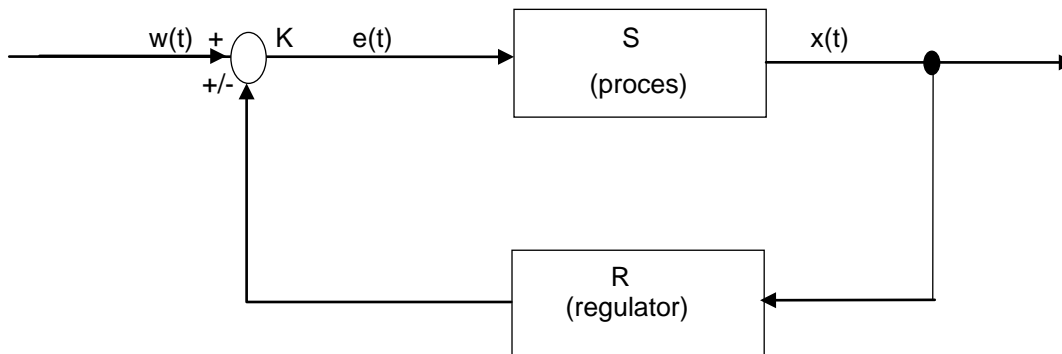 w(t) + K e(t) S x(t)
+/- (proces)
R
(regulator)